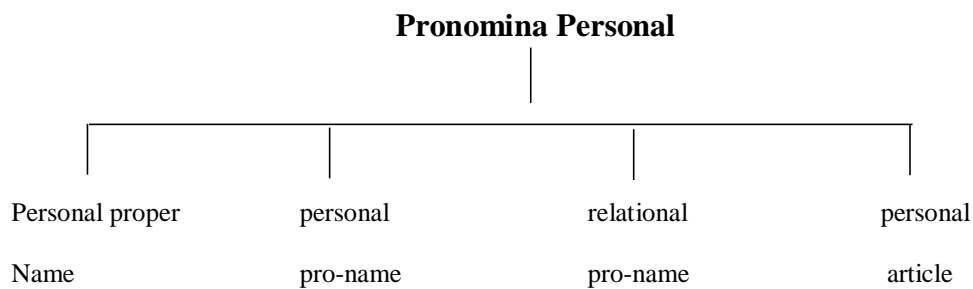 Pronomina Personal
Personal proper personal relational personal
Name pro-name pro-name article